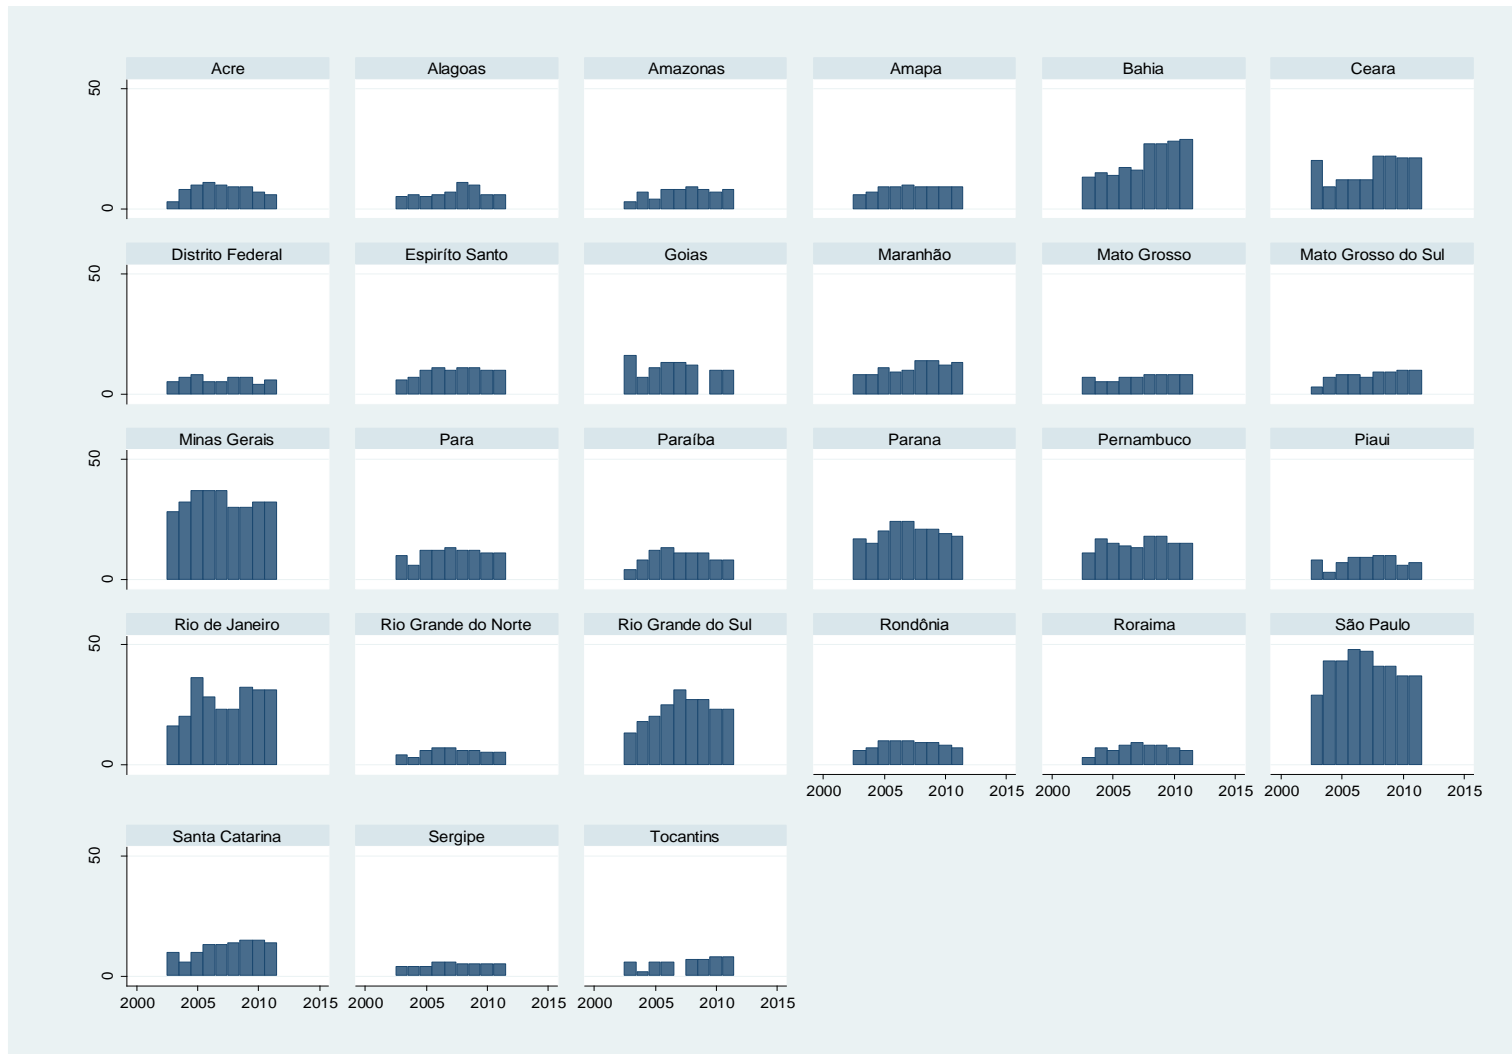 Acre Alagoas Amazonas Amapa Bahia Ceara
50
0
Distrito Federal Espiríto Santo Goias Maranhão Mato Grosso Mato Grosso do Sul
50
0
Minas Gerais Para Paraíba Parana Pernambuco Piaui
50
0
Rio de Janeiro Rio Grande do Norte Rio Grande do Sul Rondônia Roraima São Paulo
50
0
2000 2005 2010 2015 2000 2005 2010 2015 2000 2005 2010 2015
Santa Catarina Sergipe Tocantins
50
0
2000 2005 2010 2015 2000 2005 2010 2015 2000 2005 2010 2015